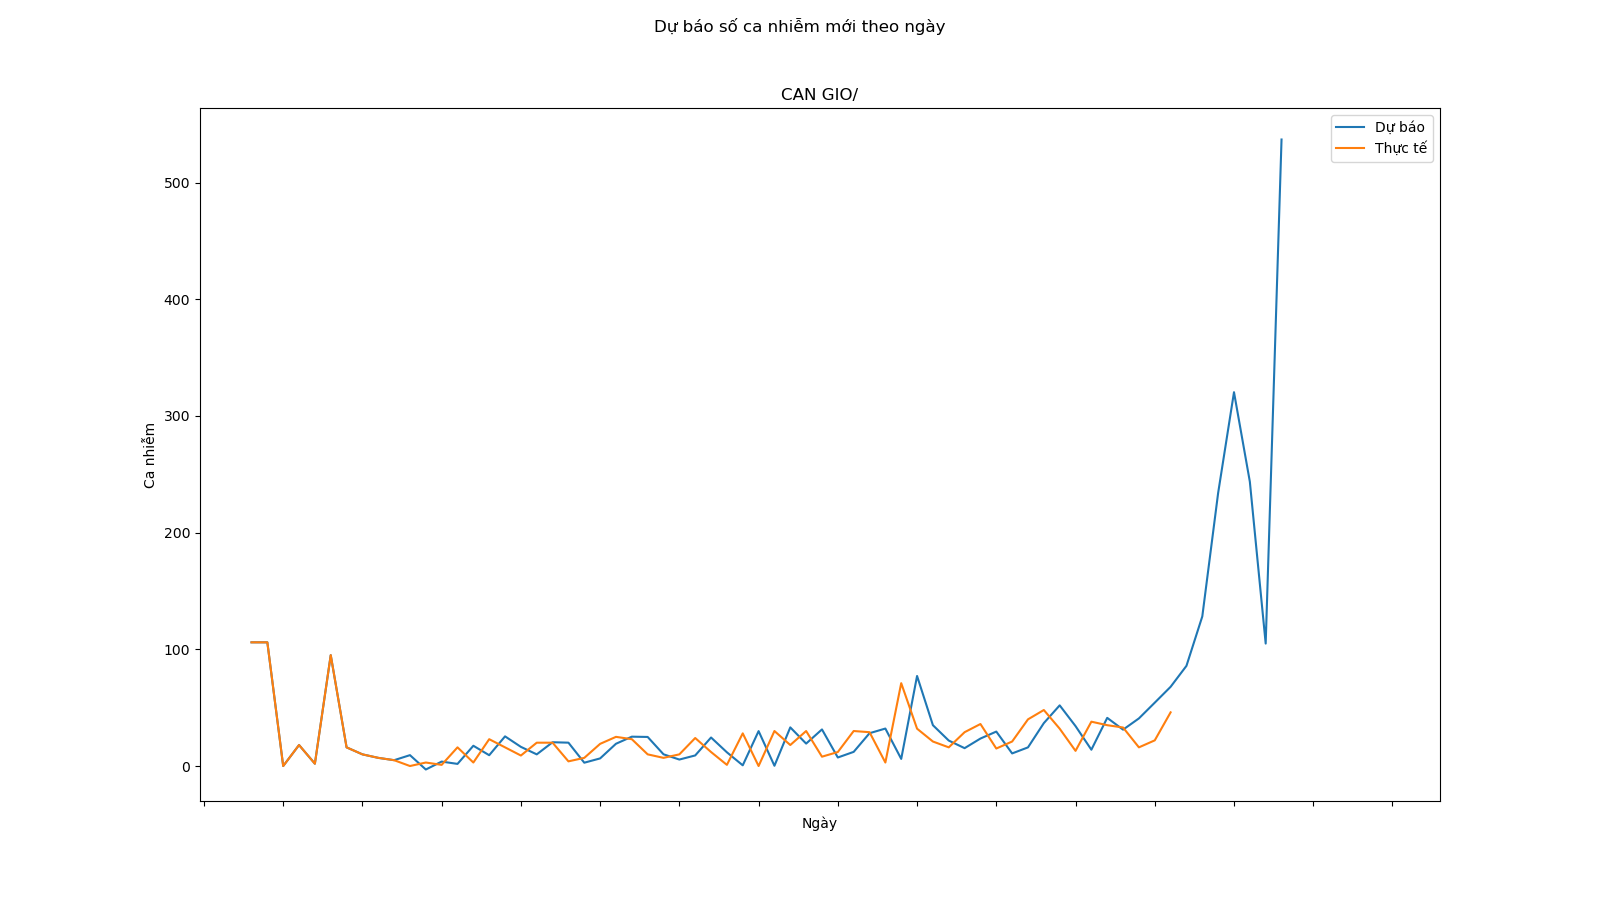 Dự báo số ca nhiễm mới theo ngày
CAN GIO/
Dự báo
Thực tế
500
400
300
200
100
0
Ca nhiễm
Ngày